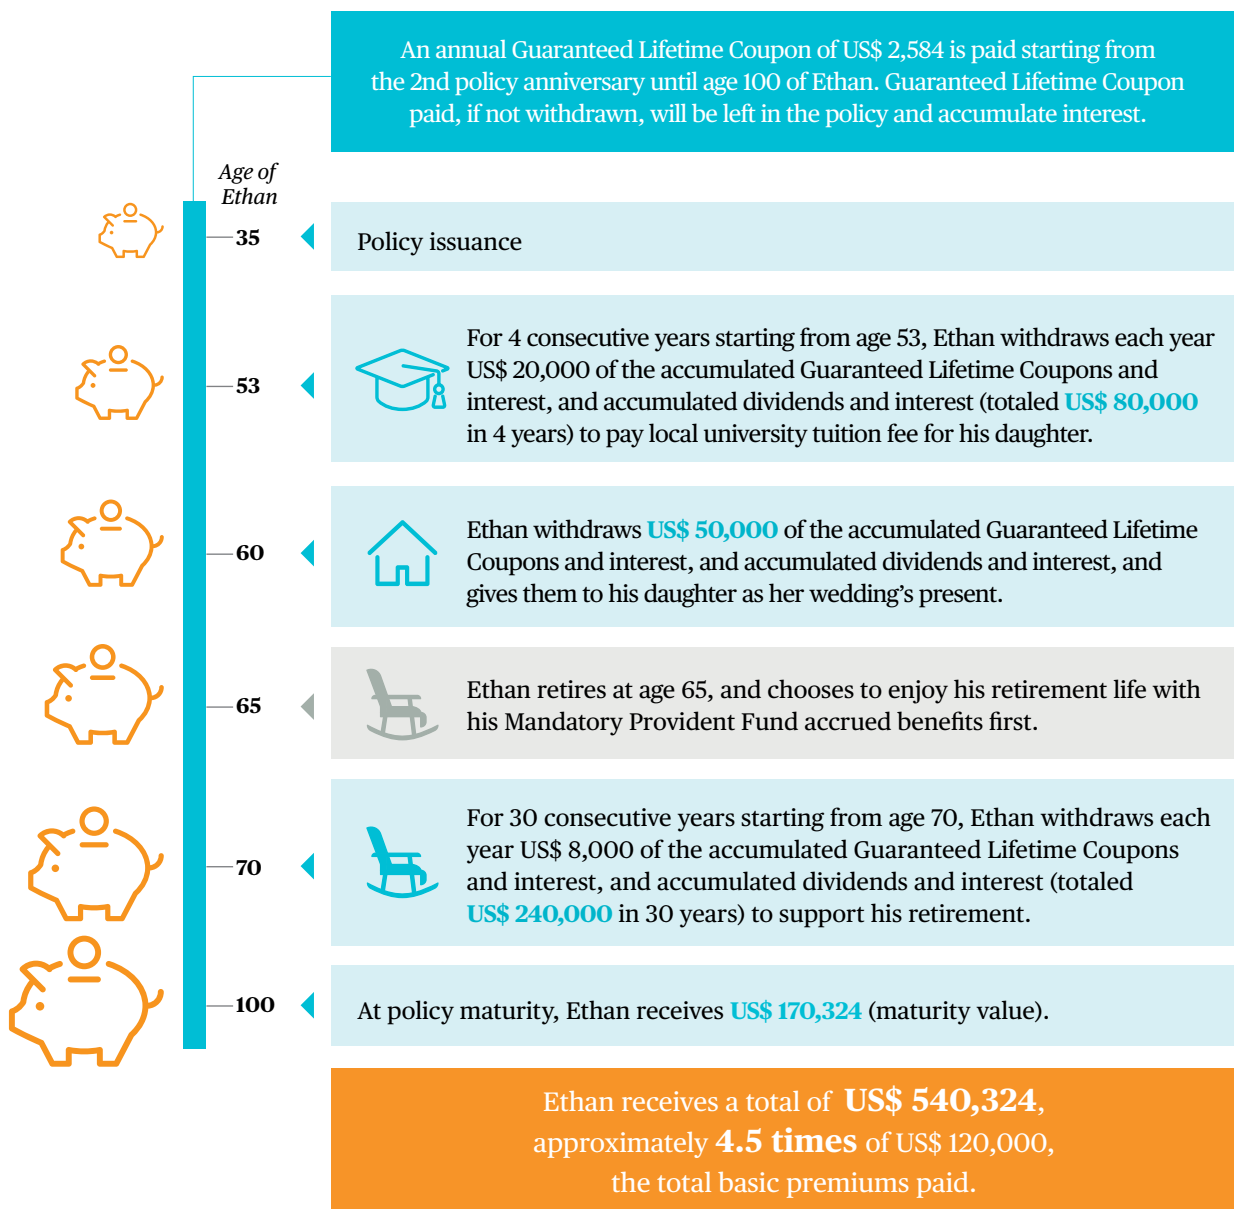 An annual Guaranteed Lifetime Coupon of US$ 2,584 is paid starting from
the 2nd policy anniversary until age 100 of Ethan. Guaranteed Lifetime Coupon
paid, if not withdrawn, will be left in the policy and accumulate interest.
Age of
Ethan
35
Policy issuance
53
For 4 consecutive years starting from age 53, Ethan withdraws each year
US$ 20,000 of the accumulated Guaranteed Lifetime Coupons and
interest, and accumulated dividends and interest (totaled US$ 80,000
in 4 years) to pay local university tuition fee for his daughter.
60
Ethan withdraws US$ 50,000 of the accumulated Guaranteed Lifetime
Coupons and interest, and accumulated dividends and interest, and
gives them to his daughter as her wedding's present.
65
Ethan retires at age 65, and chooses to enjoy his retirement life with
his Mandatory Provident Fund accrued benefits first.
70
For 30 consecutive years starting from age 70, Ethan withdraws each
year US$ 8,000 of the accumulated Guaranteed Lifetime Coupons
and interest, and accumulated dividends and interest (totaled
US$ 240,000 in 30 years) to support his retirement.
100
At policy maturity, Ethan receives US$ 170,324 (maturity value).
Ethan receives a total of US$ 540,324,
approximately 4.5 times of US$ 120,000,
the total basic premiums paid.